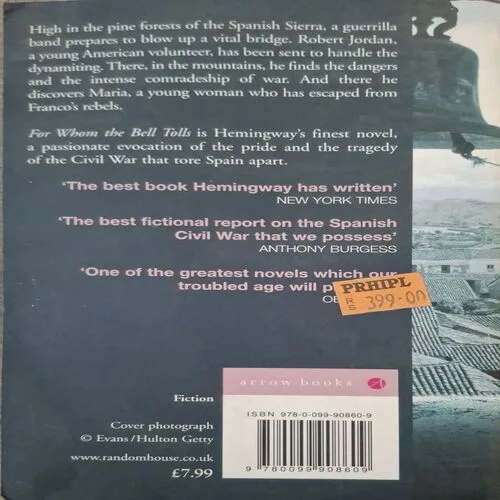 High in the pine forests of the Spanish Sierra, a guerrilla
band prepares to blow up a vital bridge. Robert Jordan,
a young American volunteer, has been sent to handle the
dynamiting. There, in the mountains, he finds the dangers
and the intense comradeship of war. And there he
discovers Maria, a young woman who has escaped from
Franco's rebels.
For Whom the Bell Tolls is Hemingway's finest novel,
a passionate evocation of the pride and the tragedy
of the Civil War that tore Spain apart.
'The best book Hemingway has written'
NEW YORK TIMES
'The best fictional report on the Spanish
Civil War that we possess'
ANTHONY BURGESS
'One of the greatest novels which our
troubled age will
PRHIPL
RS 399-00
arrow books
Fiction
ISBN 978-0-099-90860-9
Cover photograph
© Evans/Hulton Getty
www.randomhouse.co.uk
£7.99
9 780099 908609